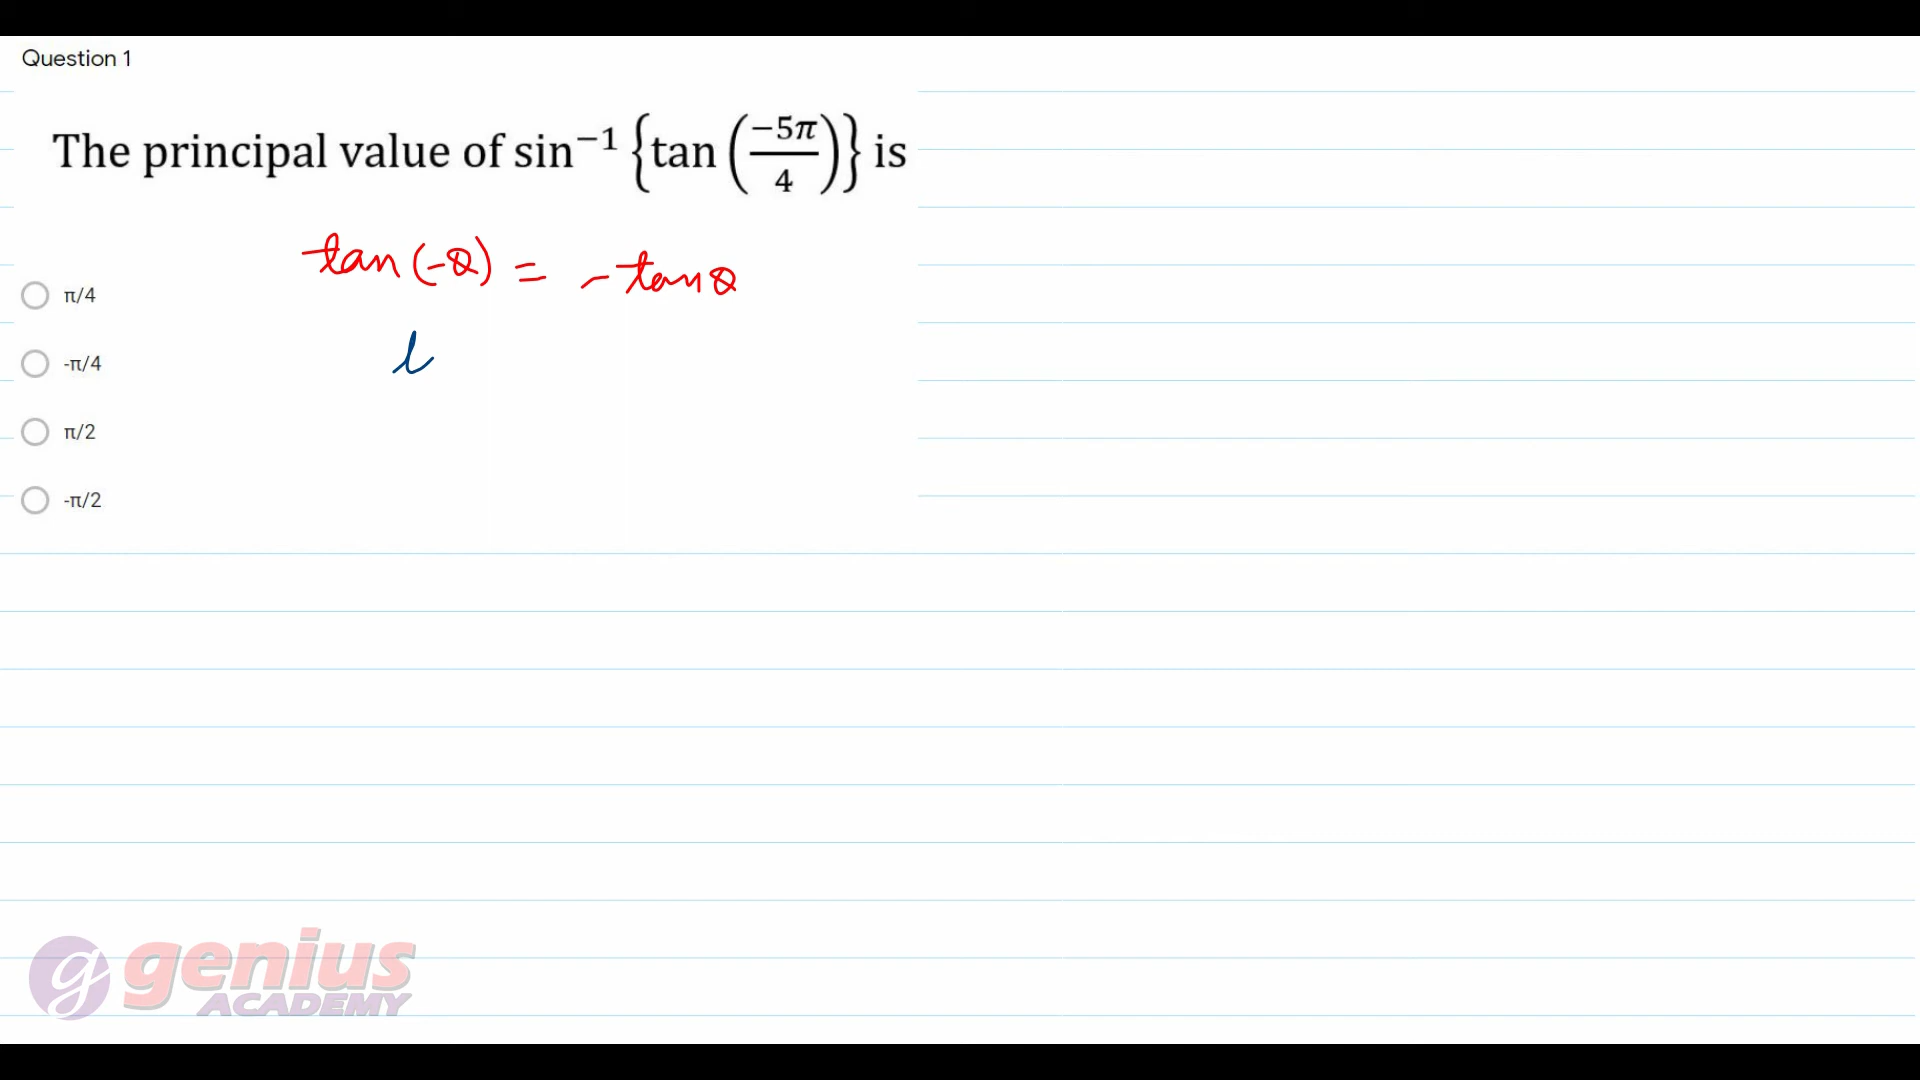 Question 1
The principal value of sin⁻¹ {tan (−5π/4)} is
tan (-θ) = - tan θ
π/4
-π/4
π/2
-π/2
genius
ACADEMY